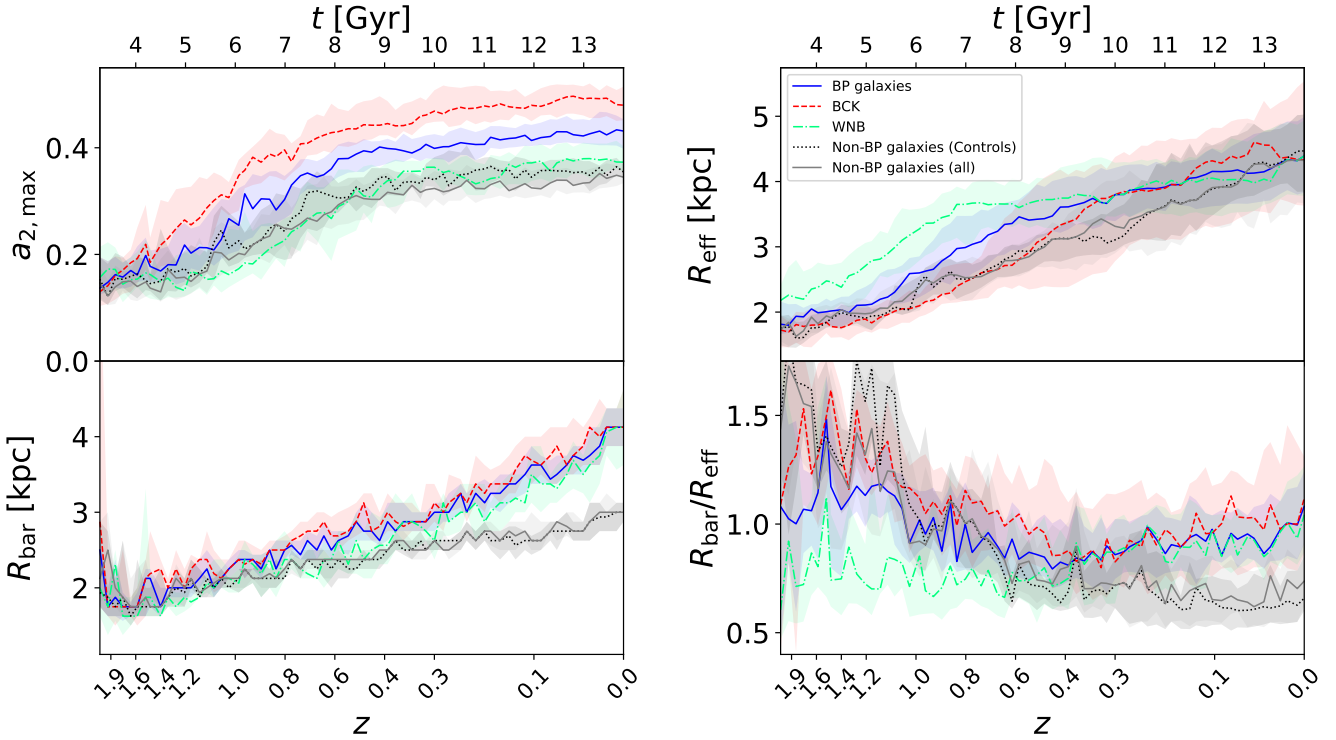 t [Gyr]
4 5 6 7 8 9 10 11 12 13
0.4
0.2
0.0
a2, max
4
3
2
Rbar [kpc]
1.9 1.6 1.4 1.2 1.0 0.8 0.6 0.4 0.3 0.1 0.0
z
t [Gyr]
4 5 6 7 8 9 10 11 12 13
BP galaxies
BCK
WNB
Non-BP galaxies (Controls)
Non-BP galaxies (all)
5
4
3
2
Reff [kpc]
1.5
1.0
0.5
Rbar/Reff
1.9 1.6 1.4 1.2 1.0 0.8 0.6 0.4 0.3 0.1 0.0
z